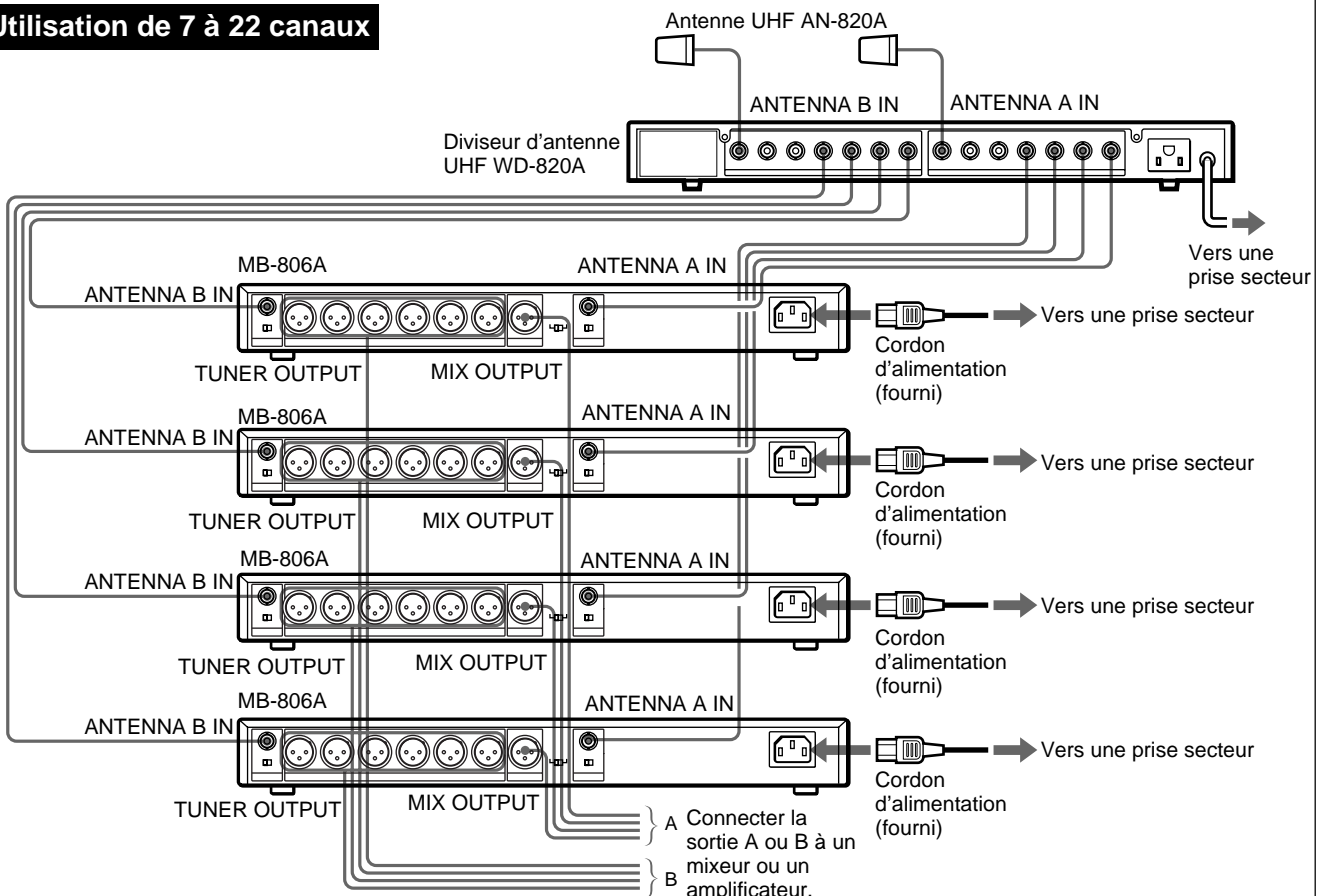 Utilisation de 7 à 22 canaux
Antenne UHF AN-820A
ANTENNA B IN
ANTENNA A IN
Diviseur d'antenne
UHF WD-820A
Vers une
prise secteur
MB-806A
ANTENNA A IN
ANTENNA B IN
Vers une prise secteur
Cordon
d'alimentation
(fourni)
TUNER OUTPUT
MIX OUTPUT
MB-806A
ANTENNA A IN
ANTENNA B IN
Vers une prise secteur
Cordon
d'alimentation
(fourni)
TUNER OUTPUT
MIX OUTPUT
MB-806A
ANTENNA A IN
ANTENNA B IN
Vers une prise secteur
Cordon
d'alimentation
(fourni)
TUNER OUTPUT
MIX OUTPUT
MB-806A
ANTENNA A IN
ANTENNA B IN
Vers une prise secteur
Cordon
d'alimentation
(fourni)
TUNER OUTPUT
MIX OUTPUT
A
B
Connecter la
sortie A ou B à un
mixeur ou un
amplificateur.